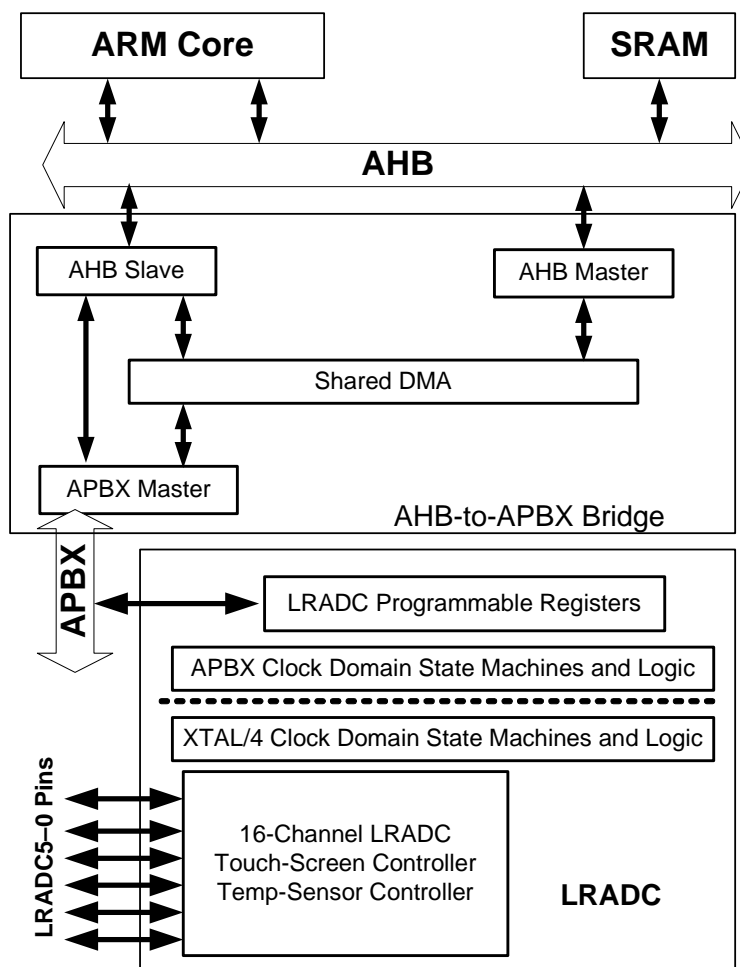 ARM Core
SRAM
AHB
AHB Slave
AHB Master
Shared DMA
APBX Master
AHB-to-APBX Bridge
APBX
LRADC Programmable Registers
APBX Clock Domain State Machines and Logic
XTAL/4 Clock Domain State Machines and Logic
LRADC5–0 Pins
16-Channel LRADC
Touch-Screen Controller
Temp-Sensor Controller
LRADC